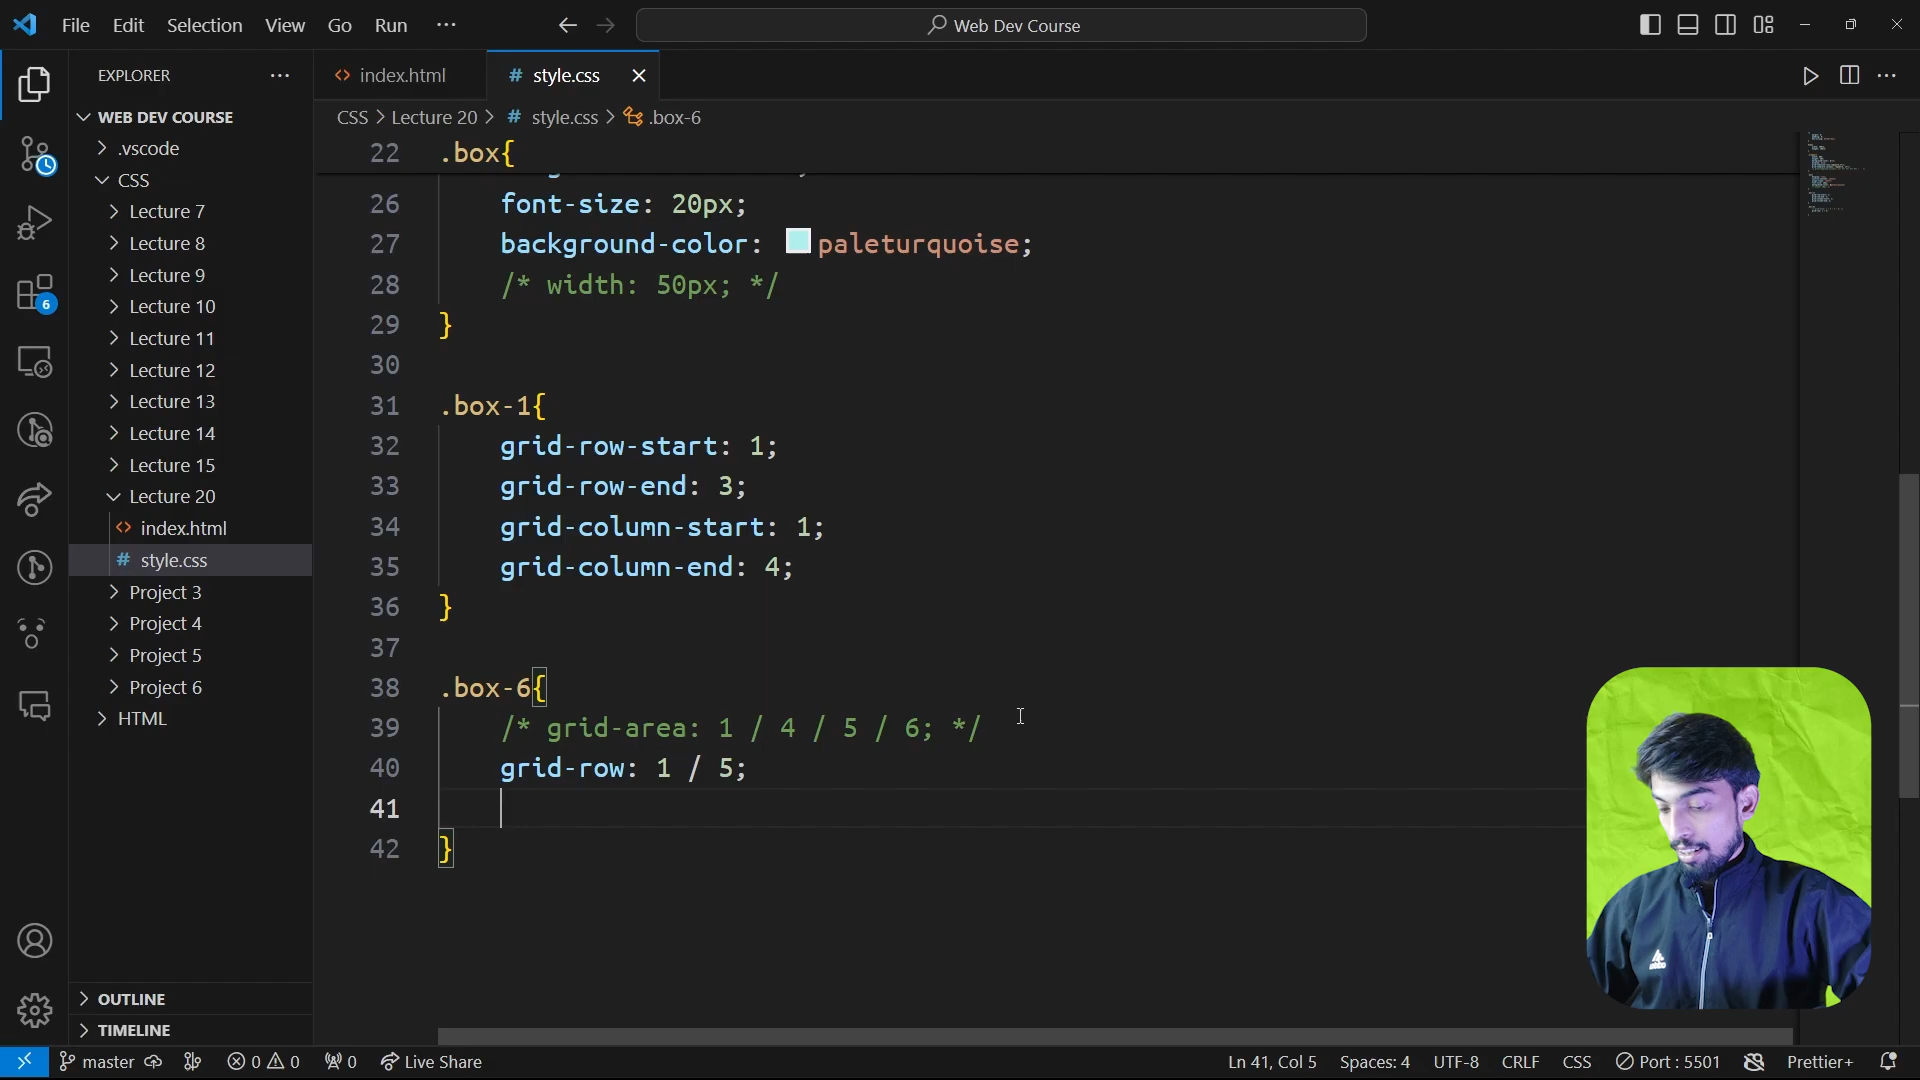 File Edit Selection View Go Run ··· Web Dev Course
EXPLORER ···
index.html
# style.css
CSS > Lecture 20 > # style.css > .box-6
WEB DEV COURSE
.vscode
CSS
Lecture 7
Lecture 8
Lecture 9
Lecture 10
Lecture 11
Lecture 12
Lecture 13
Lecture 14
Lecture 15
Lecture 20
<> index.html
# style.css
Project 3
Project 4
Project 5
Project 6
HTML
OUTLINE
TIMELINE
6
22 .box{
26 font-size: 20px;
27 background-color: paleturquoise;
28 /* width: 50px; */
29 }
30
31 .box-1{
32 grid-row-start: 1;
33 grid-row-end: 3;
34 grid-column-start: 1;
35 grid-column-end: 4;
36 }
37
38 .box-6{
39 /* grid-area: 1 / 4 / 5 / 6; */
40 grid-row: 1 / 5;
41
42 }
master 0 0 0 Live Share Ln 41, Col 5 Spaces: 4 UTF-8 CRLF CSS Port : 5501 Prettier+